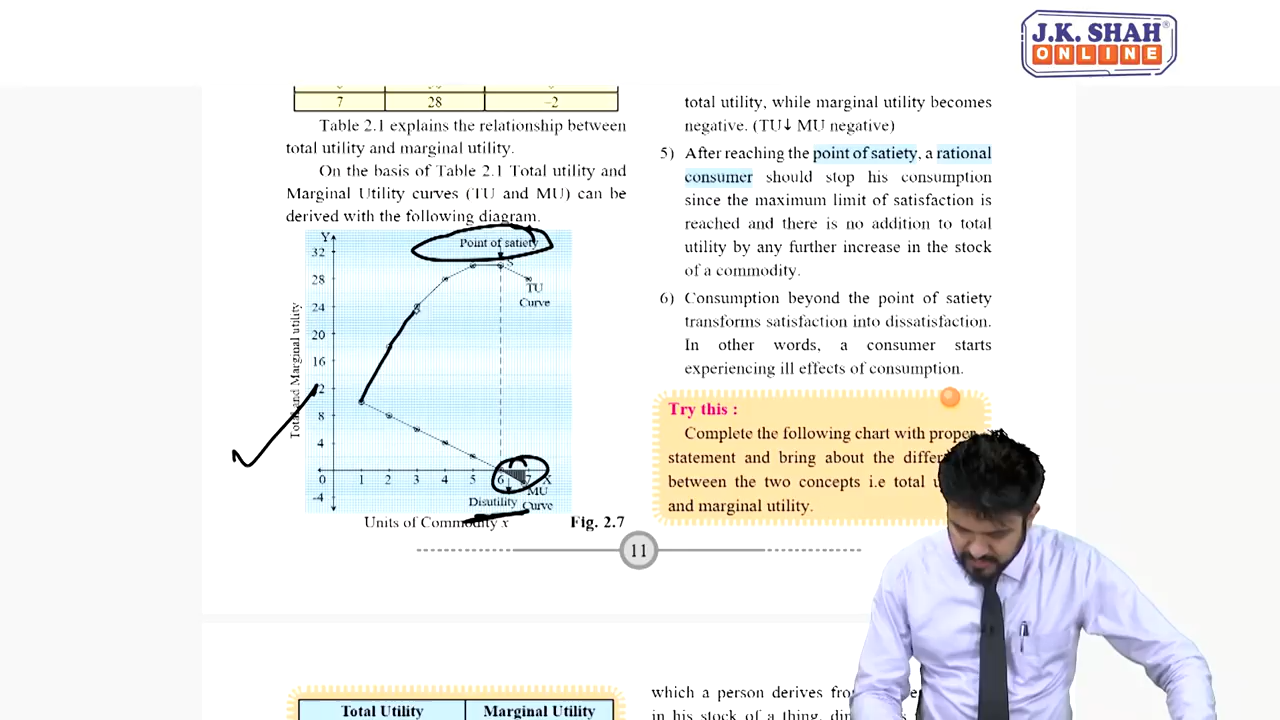 J.K. SHAH®
ONLINE
7 28 -2
Table 2.1 explains the relationship between
total utility and marginal utility.
On the basis of Table 2.1 Total utility and
Marginal Utility curves (TU and MU) can be
derived with the following diagram.
Y
Point of satiety
32
S
28
TU
Curve
24
20
16
8
4
0 1 2 3 4 5 6 7 X
-4
MU
Disutility Curve
Total and Marginal utility
Units of Commodity x Fig. 2.7
total utility, while marginal utility becomes
negative. (TU↓ MU negative)
5) After reaching the point of satiety, a rational
consumer should stop his consumption
since the maximum limit of satisfaction is
reached and there is no addition to total
utility by any further increase in the stock
of a commodity.
6) Consumption beyond the point of satiety
transforms satisfaction into dissatisfaction.
In other words, a consumer starts
experiencing ill effects of consumption.
Try this :
Complete the following chart with proper
statement and bring about the
between the two concepts i.e total
and marginal utility.
11
Total Utility Marginal Utility
which a person derives
in his stock of a thing,